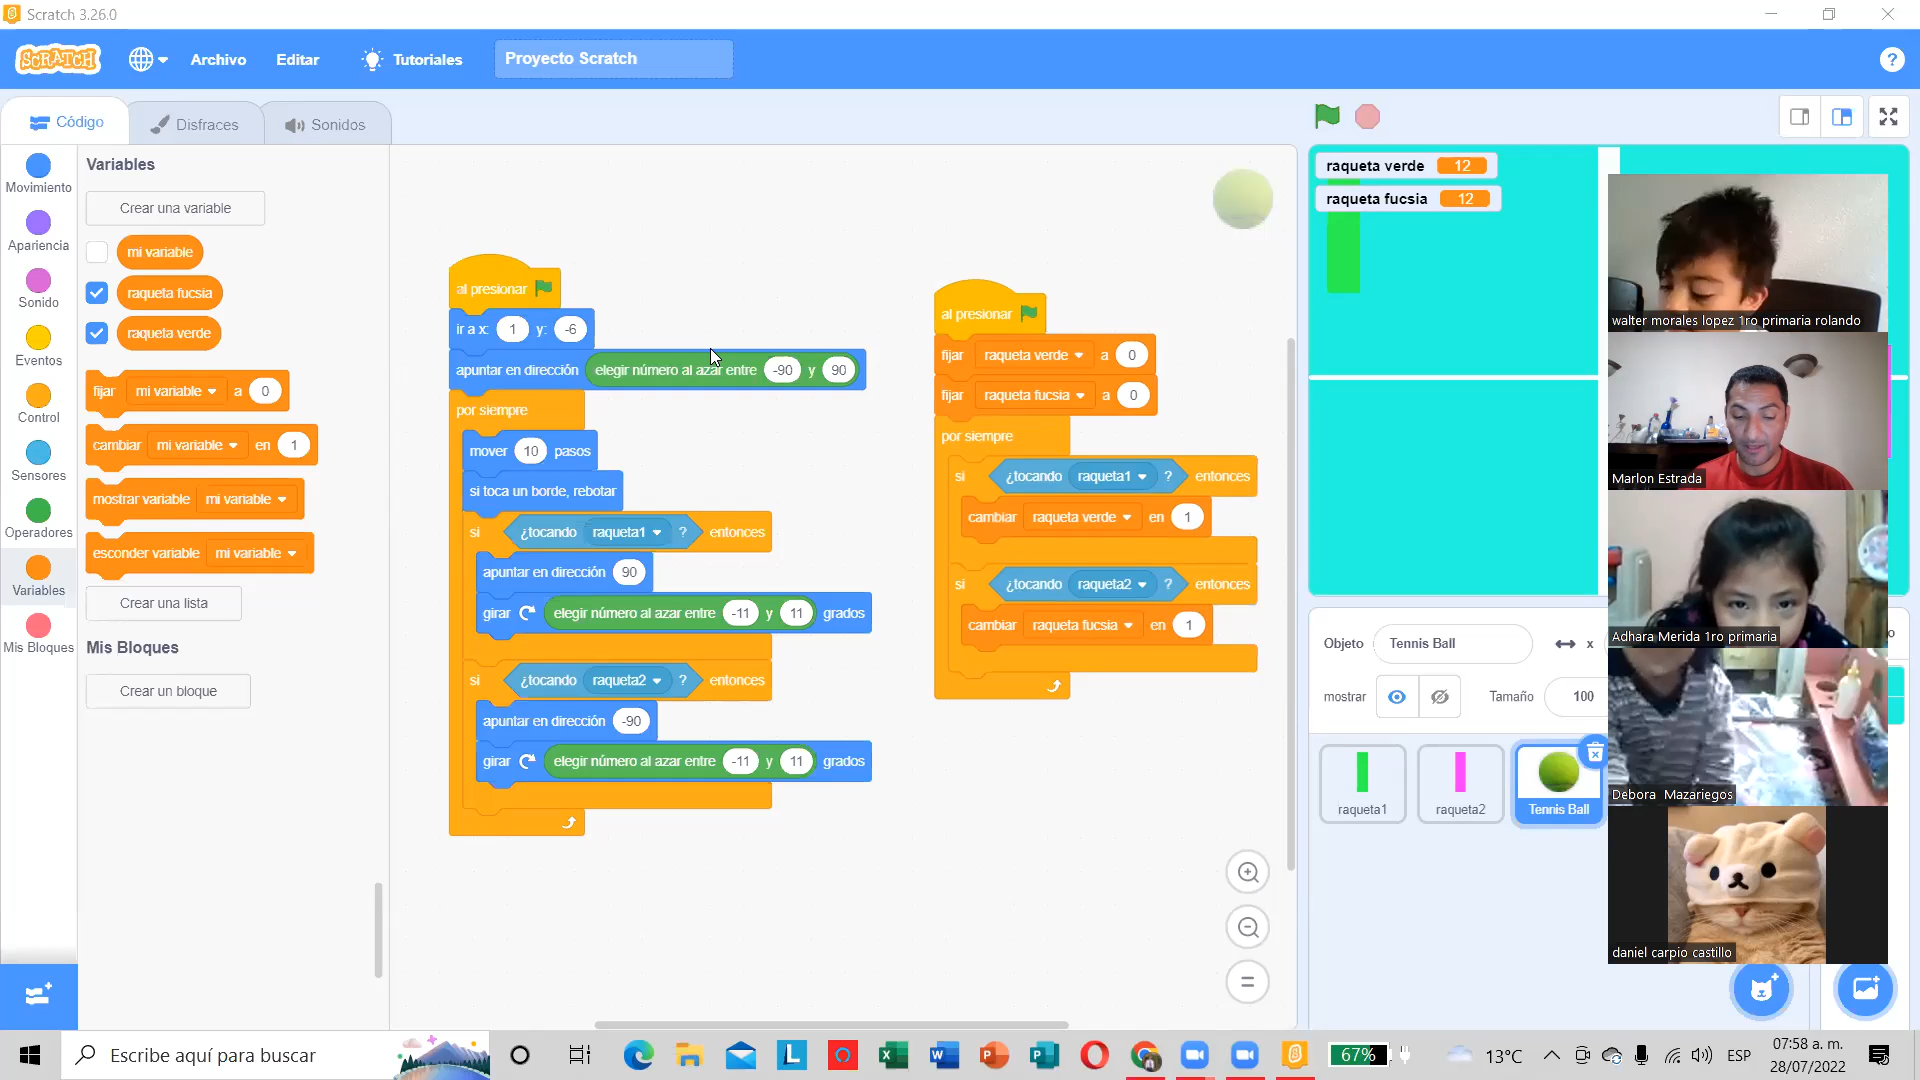 Scratch 3.26.0
SCRATCH
Archivo
Editar
Tutoriales
Proyecto Scratch
Código
Disfraces
Sonidos
Movimiento
Apariencia
Sonido
Eventos
Control
Sensores
Operadores
Variables
Mis Bloques
Variables
Crear una variable
mi variable
raqueta fucsia
raqueta verde
fijar mi variable a 0
cambiar mi variable en 1
mostrar variable mi variable
esconder variable mi variable
Crear una lista
Mis Bloques
Crear un bloque
al presionar
ir a x: 1 y: -6
apuntar en dirección elegir número al azar entre -90 y 90
por siempre
mover 10 pasos
si toca un borde, rebotar
si ¿tocando raqueta1 ? entonces
apuntar en dirección 90
girar elegir número al azar entre -11 y 11 grados
si ¿tocando raqueta2 ? entonces
apuntar en dirección -90
girar elegir número al azar entre -11 y 11 grados
al presionar
fijar raqueta verde a 0
fijar raqueta fucsia a 0
por siempre
si ¿tocando raqueta1 ? entonces
cambiar raqueta verde en 1
si ¿tocando raqueta2 ? entonces
cambiar raqueta fucsia en 1
raqueta verde 12
raqueta fucsia 12
walter morales lopez 1ro primaria rolando
Marlon Estrada
Adhara Merida 1ro primaria
Debora Mazariegos
daniel carpio castillo
Objeto
Tennis Ball
x
mostrar
Tamaño
100
raqueta1
raqueta2
Tennis Ball
Escribe aquí para buscar
67%
13°C
ESP
07:58 a. m.
28/07/2022